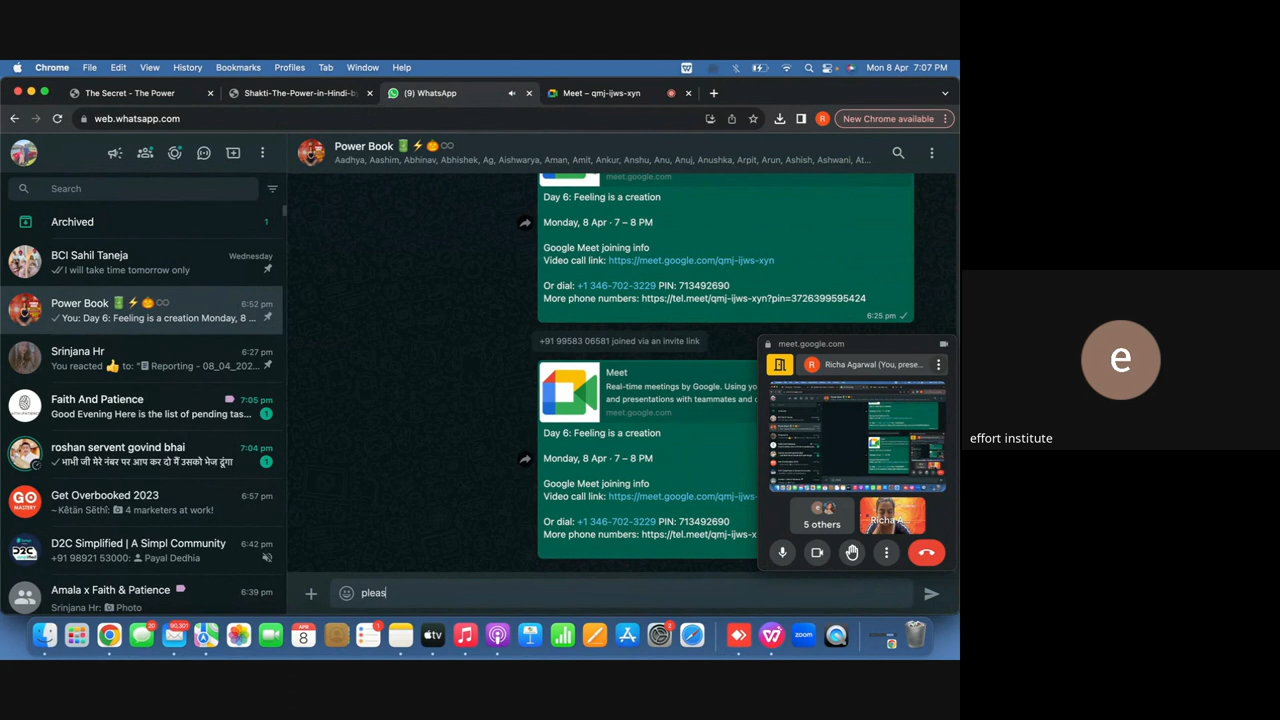 Chrome File Edit View History Bookmarks Profiles Tab Window Help
Mon 8 Apr 7:07 PM
The Secret - The Power
Shakti-The-Power-in-Hindi-b
(9) WhatsApp
Meet – qmj-ijws-xyn
web.whatsapp.com
R
New Chrome available
Power Book
Aadhya, Aashim, Abhinav, Abhishek, Ag, Aishwarya, Aman, Amit, Ankur, Anshu, Anu, Anuj, Anushka, Arpit, Arun, Ashish, Ashwani, At...
Search
Archived
1
BCI Sahil Taneja
Wednesday
I will take time tomorrow only
Power Book
6:52 pm
You: Day 6: Feeling is a creation Monday, 8 ...
Srinjana Hr
6:27 pm
You reacted 👍 to: "Reporting - 08_04_202...
Faith And Patience
7:05 pm
Good Evening Here is the list of pending tas...
1
7:04 pm
भाभी जी मेरे नंबर पर आप कर दो मैं
1
6:57 pm
~Këtän Sëthî: 4 marketers at work!
D2C Simplified | A Simpl Community
6:42 pm
+91 98921 53000: Payal Dedhia
Amala x Faith & Patience
6:39 pm
Srinjana Hr: Photo
meet.google.com
Day 6: Feeling is a creation
Monday, 8 Apr · 7 – 8 PM
Google Meet joining info
Video call link: https://meet.google.com/qmj-ijws-xyn
Or dial: +1 346-702-3229 PIN: 713492690
More phone numbers: https://tel.meet/qmj-ijws-xyn?pin=3726399595424
6:25 pm
+91 99583 06581 joined via an invite link
Meet
Real-time meetings by Google. Using yo
and presentations with teammates and c
meet.google.com
Day 6: Feeling is a creation
Monday, 8 Apr · 7 – 8 PM
Google Meet joining info
Video call link: https://meet.google.com/qmj-ijws-
Or dial: +1 346-702-3229 PIN: 713492690
More phone numbers: https://tel.meet/qmj-ijws-x
meet.google.com
R
Richa Agarwal (You, prese...
5 others
Richa A...
pleas
e
effort institute
20
90,301
APR
8
1
2
zoom